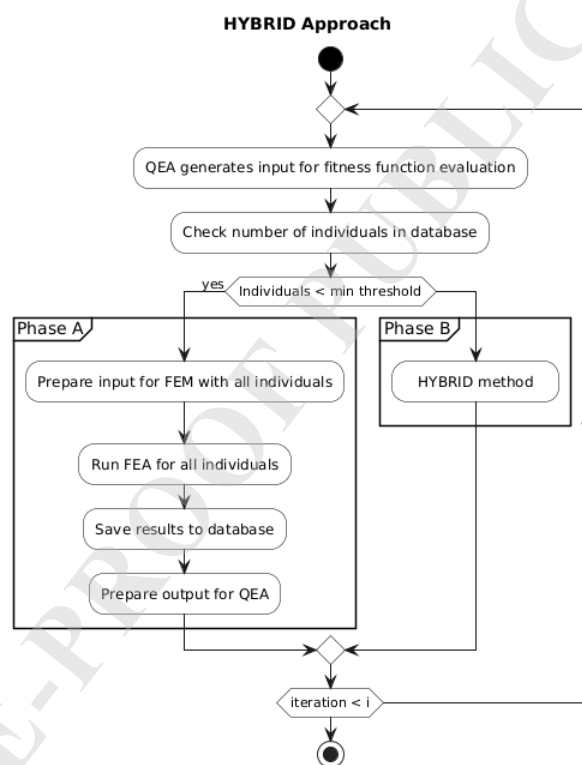 HYBRID Approach
QEA generates input for fitness function evaluation
Check number of individuals in database
yes
Individuals < min threshold
Phase A
Phase B
Prepare input for FEM with all individuals
HYBRID method
Run FEA for all individuals
Save results to database
Prepare output for QEA
iteration < i
E-PROOF PUBLIC